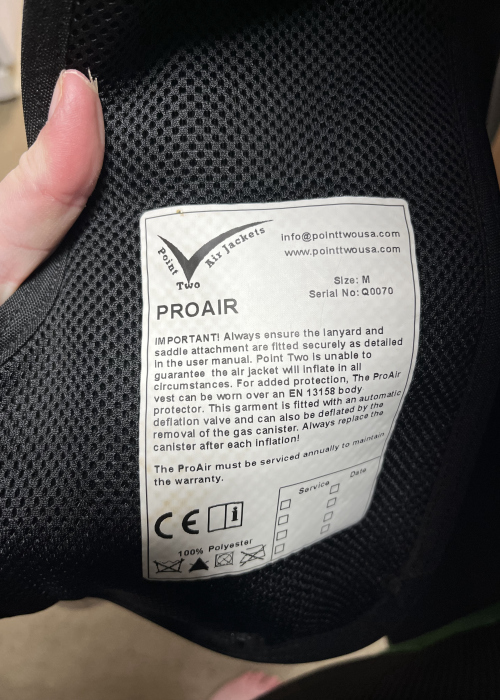 Point Two Air Jackets
info@pointtwousa.com
www.pointtwousa.com
Size: M
Serial No: Q0070
PROAIR
IMPORTANT! Always ensure the lanyard and
saddle attachment are fitted securely as detailed
in the user manual. Point Two is unable to
guarantee the air jacket will inflate in all
circumstances. For added protection, The ProAir
vest can be worn over an EN 13158 body
protector. This garment is fitted with an automatic
deflation valve and can also be deflated by the
removal of the gas canister. Always replace the
canister after each inflation!
The ProAir must be serviced annually to maintain
the warranty.
Service Date
CE i
100% Polyester